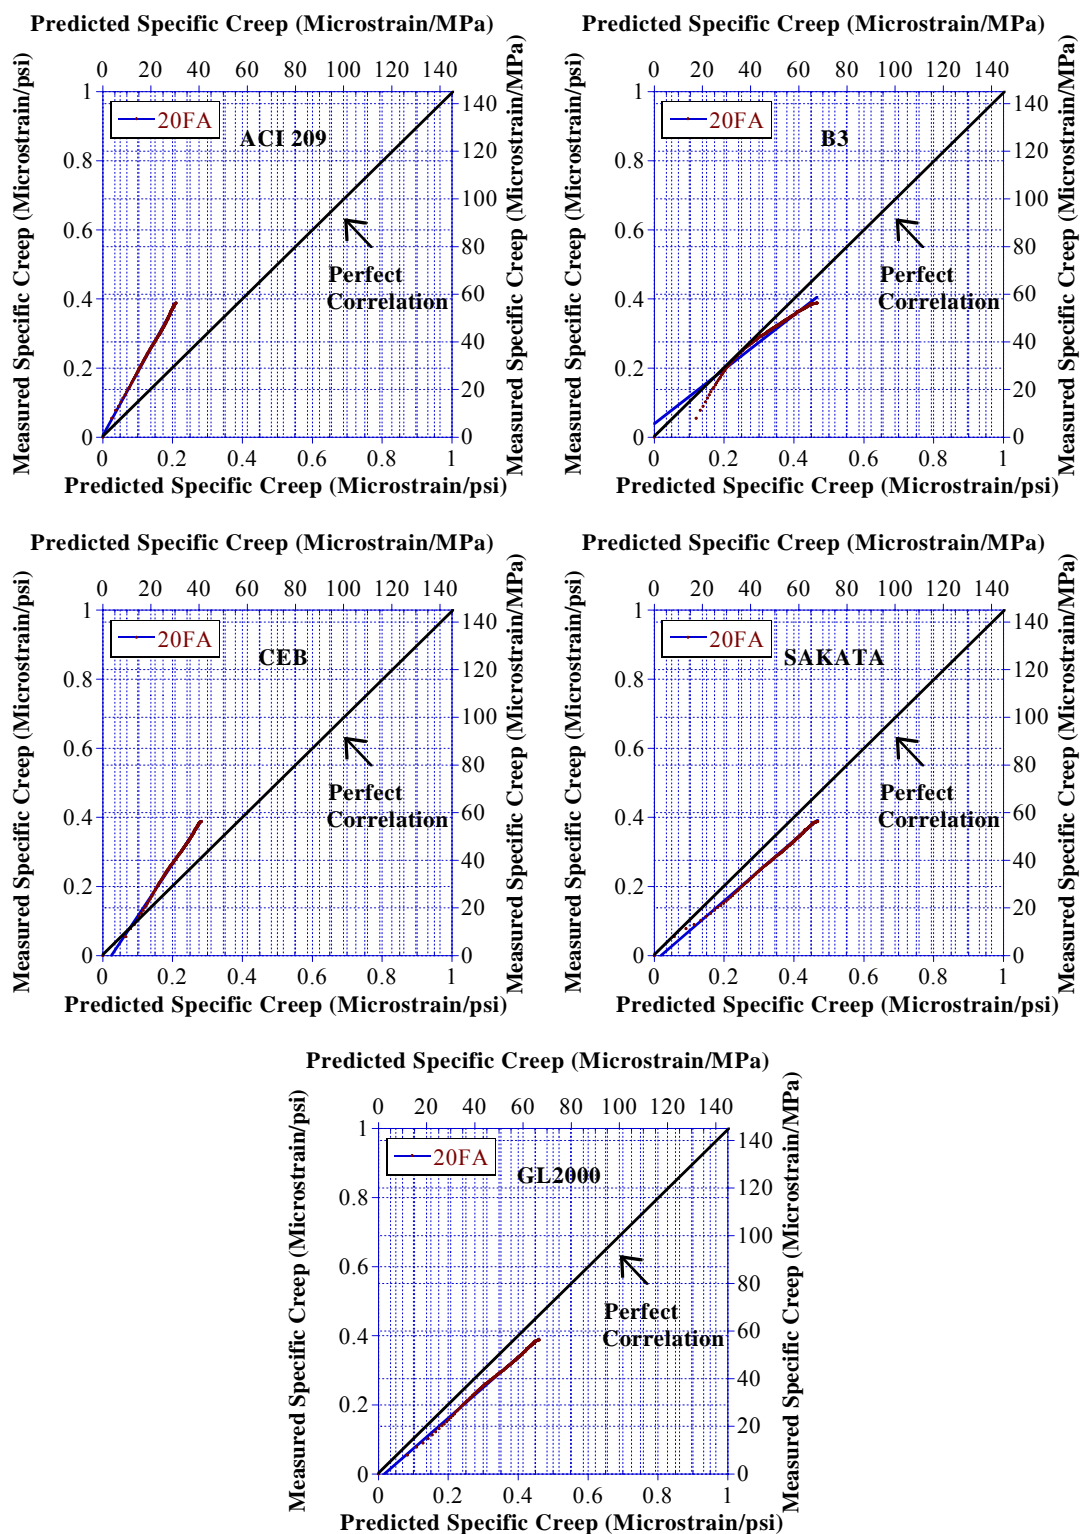 Predicted Specific Creep (Microstrain/MPa)
0 20 40 60 80 100 120 140
Measured Specific Creep (Microstrain/psi)
1
0.8
0.6
0.4
0.2
0
20FA
ACI 209
Perfect
Correlation
140
120
100
80
60
40
20
0
Measured Specific Creep (Microstrain/MPa)
0 0.2 0.4 0.6 0.8 1
Predicted Specific Creep (Microstrain/psi)
Predicted Specific Creep (Microstrain/MPa)
0 20 40 60 80 100 120 140
Measured Specific Creep (Microstrain/psi)
1
0.8
0.6
0.4
0.2
0
20FA
B3
Perfect
Correlation
140
120
100
80
60
40
20
0
Measured Specific Creep (Microstrain/MPa)
0 0.2 0.4 0.6 0.8 1
Predicted Specific Creep (Microstrain/psi)
Predicted Specific Creep (Microstrain/MPa)
0 20 40 60 80 100 120 140
Measured Specific Creep (Microstrain/psi)
1
0.8
0.6
0.4
0.2
0
20FA
CEB
Perfect
Correlation
140
120
100
80
60
40
20
0
Measured Specific Creep (Microstrain/MPa)
0 0.2 0.4 0.6 0.8 1
Predicted Specific Creep (Microstrain/psi)
Predicted Specific Creep (Microstrain/MPa)
0 20 40 60 80 100 120 140
Measured Specific Creep (Microstrain/psi)
1
0.8
0.6
0.4
0.2
0
20FA
SAKATA
Perfect
Correlation
140
120
100
80
60
40
20
0
Measured Specific Creep (Microstrain/MPa)
0 0.2 0.4 0.6 0.8 1
Predicted Specific Creep (Microstrain/psi)
Predicted Specific Creep (Microstrain/MPa)
0 20 40 60 80 100 120 140
Measured Specific Creep (Microstrain/psi)
1
0.8
0.6
0.4
0.2
0
20FA
GL2000
Perfect
Correlation
140
120
100
80
60
40
20
0
Measured Specific Creep (Microstrain/MPa)
0 0.2 0.4 0.6 0.8 1
Predicted Specific Creep (Microstrain/psi)